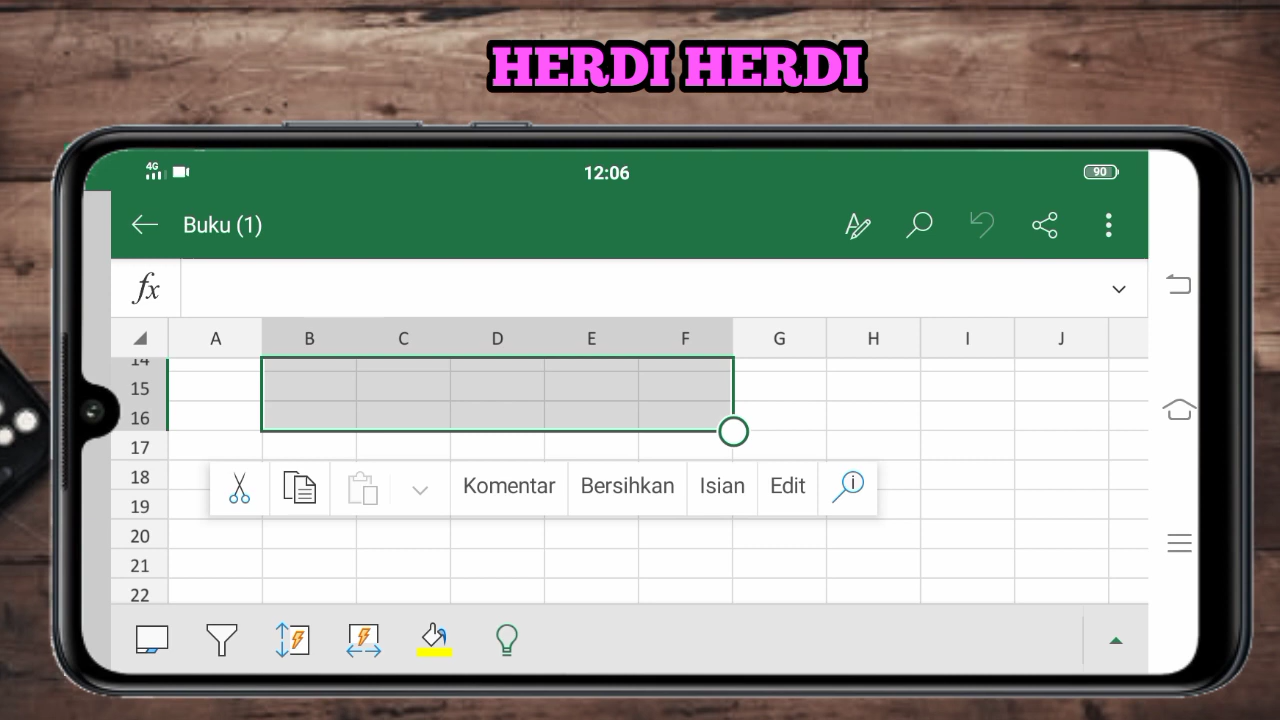 HERDI HERDI
4G 12:06 90
Buku (1)
fx
A B C D E F G H I J
14
15
16
17
18
Komentar Bersihkan Isian Edit
19
20
21
22